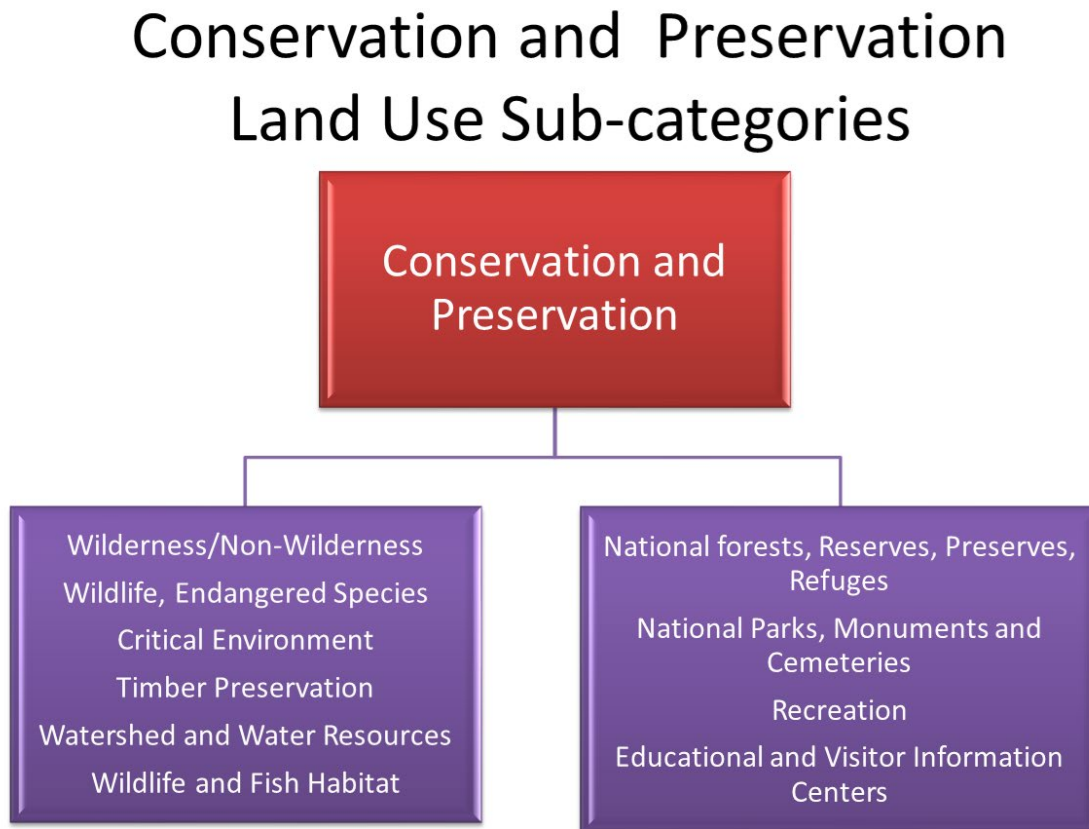 Conservation and Preservation
Land Use Sub-categories
Conservation and
Preservation
Wilderness/Non-Wilderness
Wildlife, Endangered Species
Critical Environment
Timber Preservation
Watershed and Water Resources
Wildlife and Fish Habitat
National forests, Reserves, Preserves,
Refuges
National Parks, Monuments and
Cemeteries
Recreation
Educational and Visitor Information
Centers